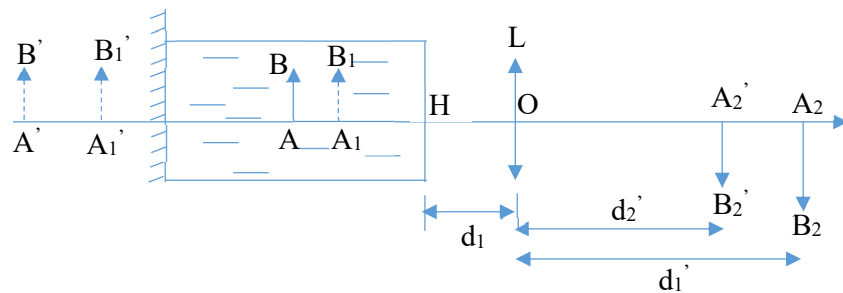 L
B’ B₁’ B B₁
H O A₂’ A₂
A’ A₁’ A A₁
d₂’ B₂’ B₂
d₁
d₁’